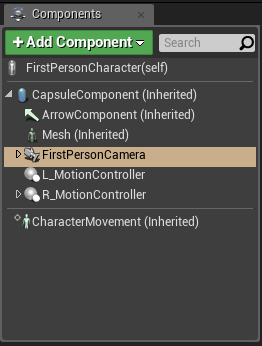 Components
+Add Component
Search
FirstPersonCharacter(self)
CapsuleComponent (Inherited)
ArrowComponent (Inherited)
Mesh (Inherited)
FirstPersonCamera
L_MotionController
R_MotionController
CharacterMovement (Inherited)